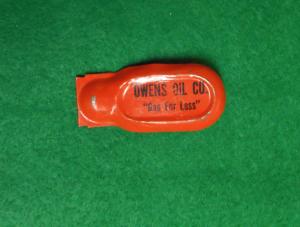 OWENS OIL CO
"Gas For Less"